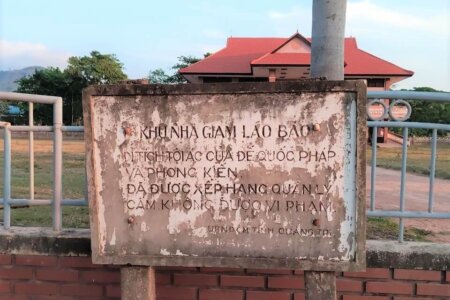 KHU NHÀ GIAM LAO BẢO
DI TÍCH TỘI ÁC CỦA ĐẾ QUỐC PHÁP
VÀ PHONG KIẾN
ĐÃ ĐƯỢC XẾP HẠNG QUẢN LÝ
CẤM KHÔNG ĐƯỢC VI PHẠM
TỈNH QUẢNG TRỊ